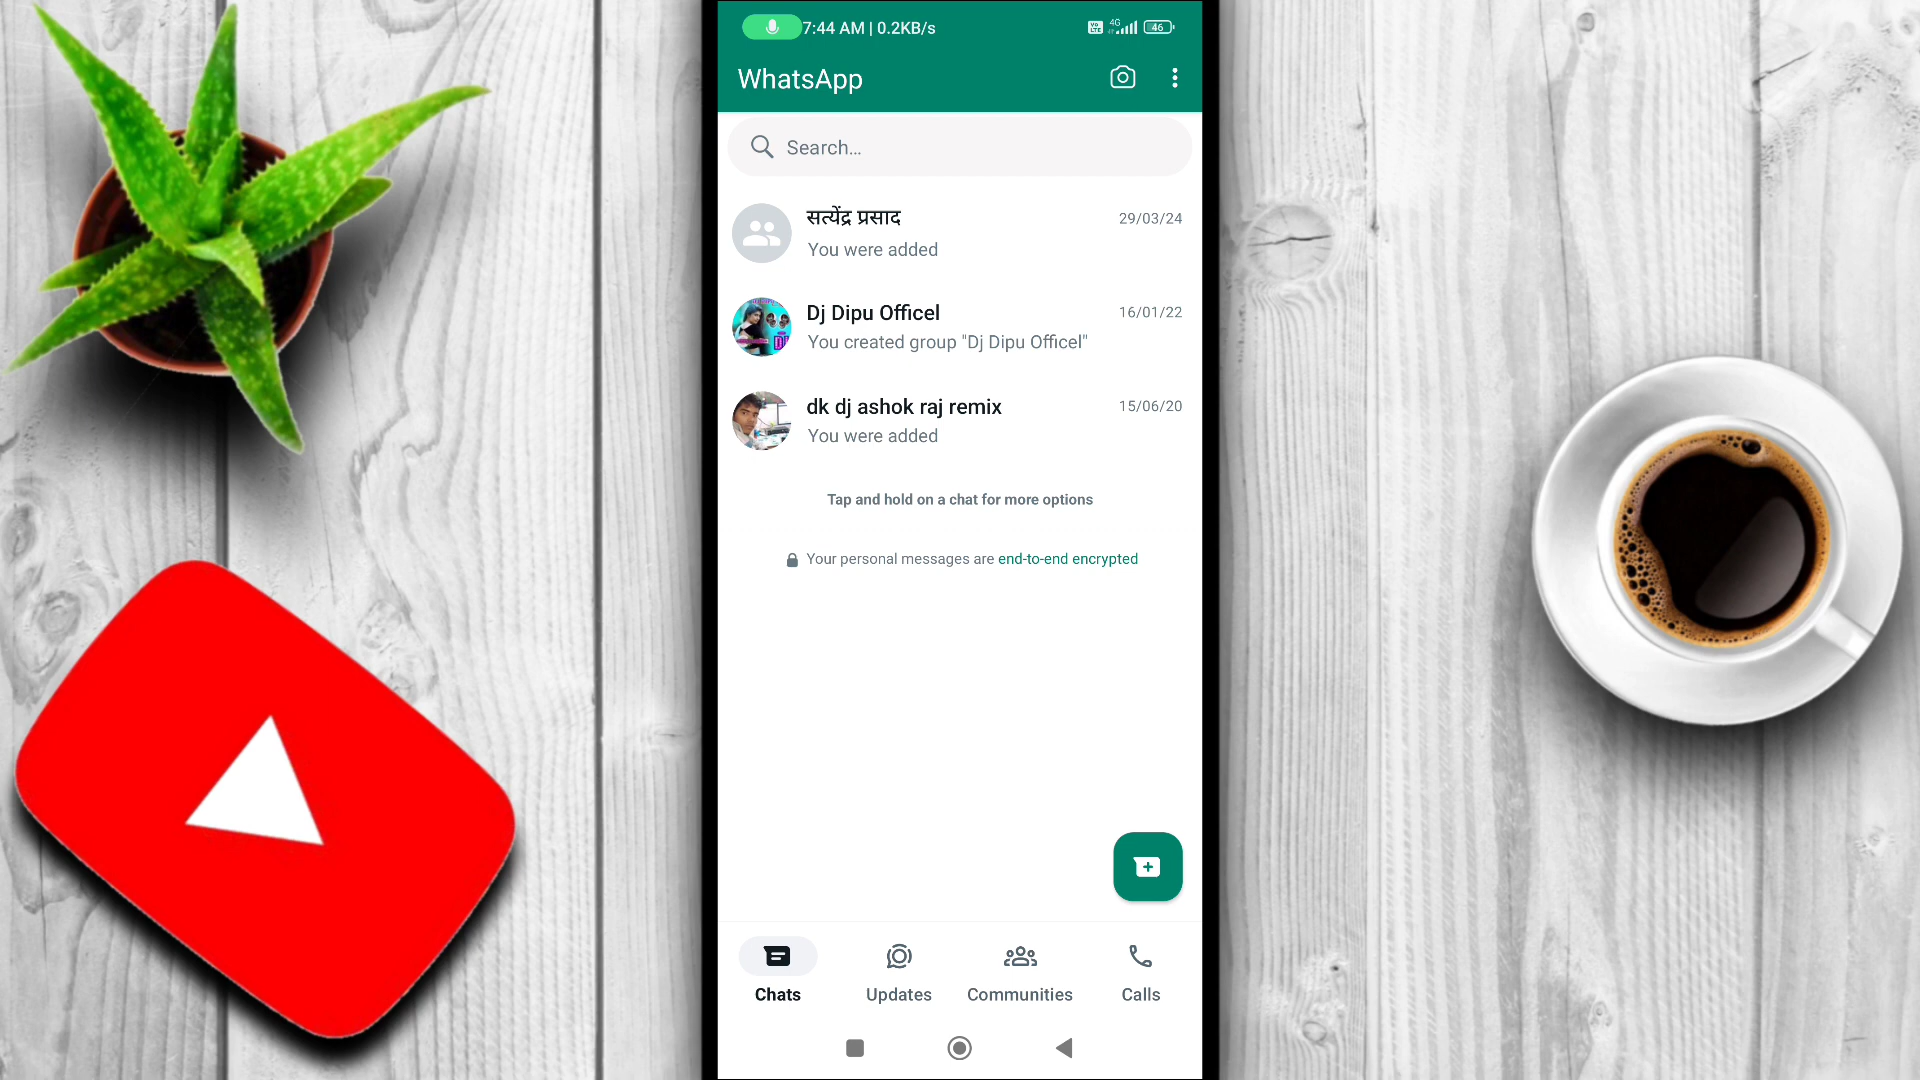 7:44 AM | 0.2KB/s
4G
46
WhatsApp
Search...
सत्येंद्र प्रसाद
29/03/24
You were added
Dj Dipu Officel
16/01/22
You created group "Dj Dipu Officel"
dk dj ashok raj remix
15/06/20
You were added
Tap and hold on a chat for more options
Your personal messages are end-to-end encrypted
Chats
Updates
Communities
Calls